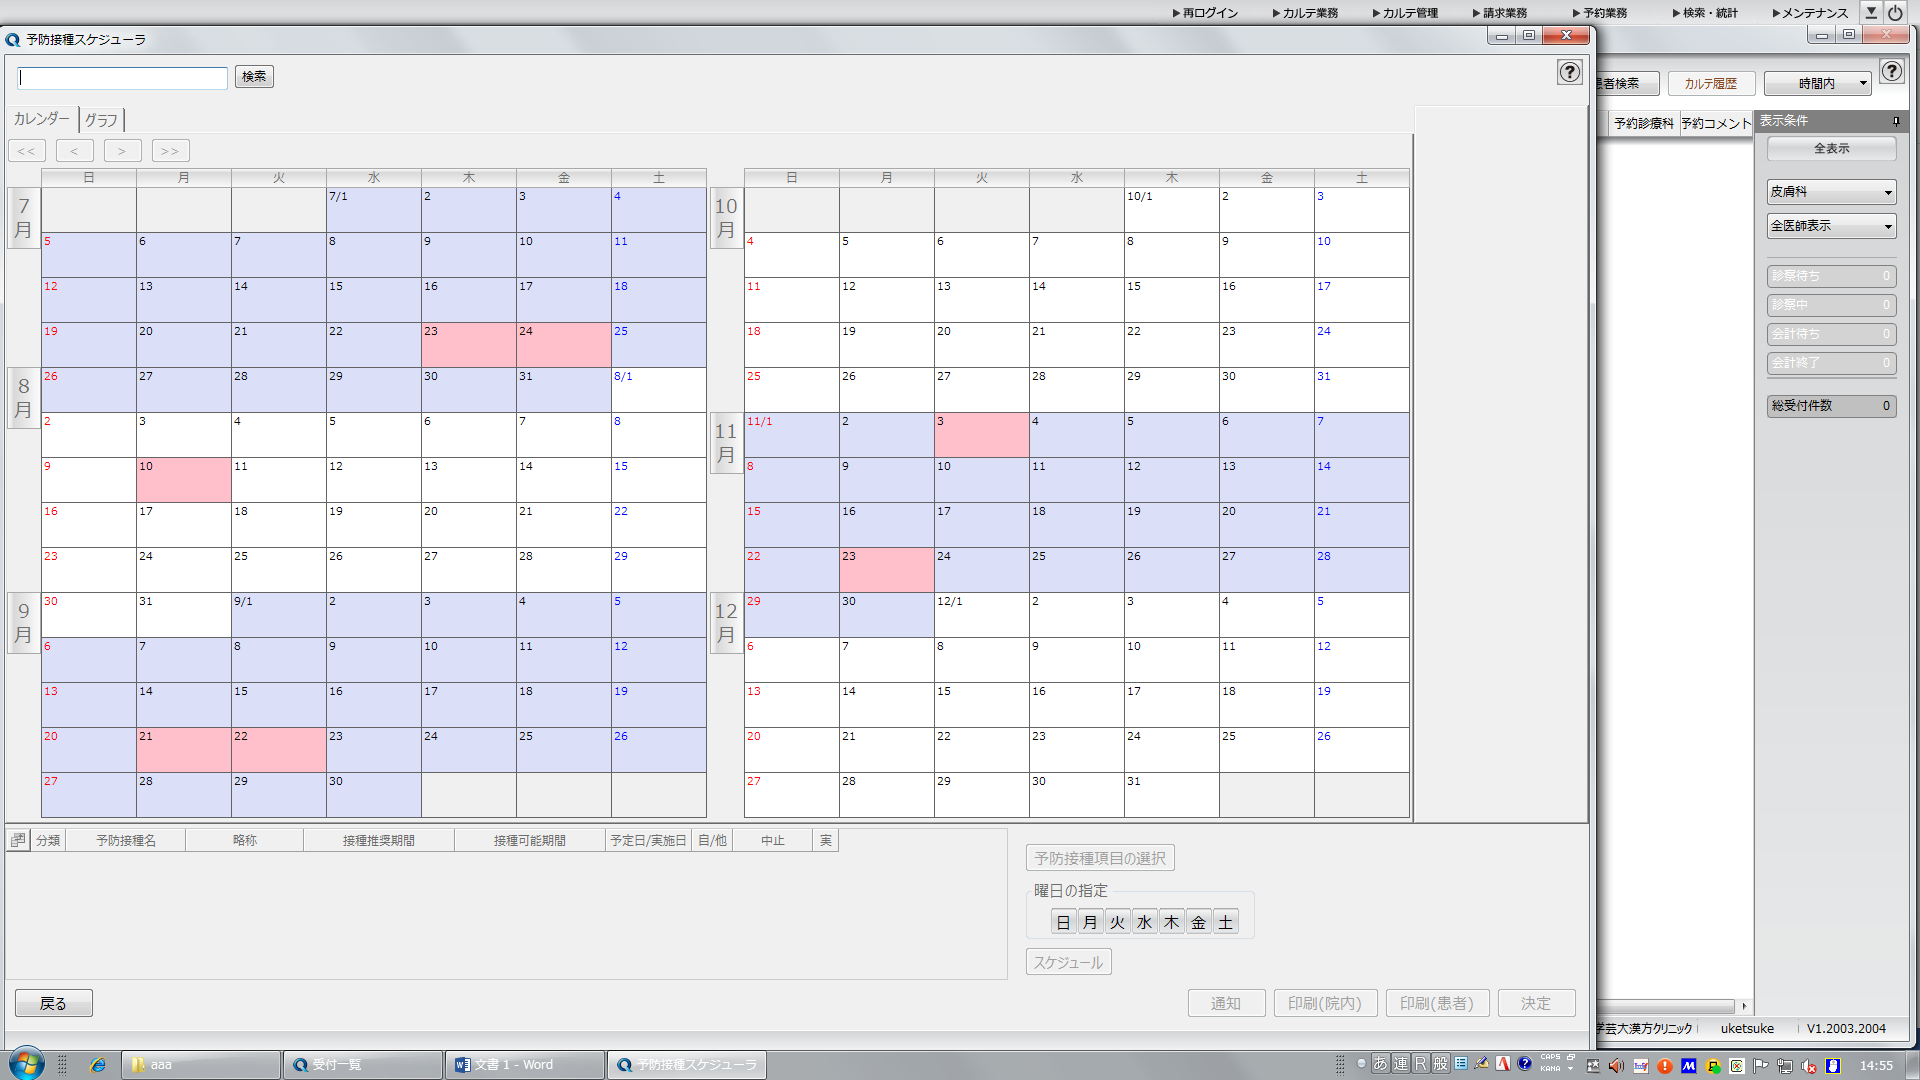 ▶再ログイン ▶カルテ業務 ▶カルテ管理 ▶請求業務 ▶予約業務 ▶検索・統計 ▶メンテナンス
予防接種スケジューラ
検索
?
患者検索 カルテ履歴 時間内 ?
カレンダー グラフ
予約診療科 予約コメント 表示条件
<< < > >>
全表示
皮膚科
全医師表示
診察待ち 0
診察中 0
会計待ち 0
会計終了 0
総受付件数 0
日 月 火 水 木 金 土
7月
7/1 2 3 4
5 6 7 8 9 10 11
12 13 14 15 16 17 18
19 20 21 22 23 24 25
8月
26 27 28 29 30 31 8/1
2 3 4 5 6 7 8
9 10 11 12 13 14 15
16 17 18 19 20 21 22
23 24 25 26 27 28 29
9月
30 31 9/1 2 3 4 5
6 7 8 9 10 11 12
13 14 15 16 17 18 19
20 21 22 23 24 25 26
27 28 29 30
日 月 火 水 木 金 土
10月
10/1 2 3
4 5 6 7 8 9 10
11 12 13 14 15 16 17
18 19 20 21 22 23 24
25 26 27 28 29 30 31
11月
11/1 2 3 4 5 6 7
8 9 10 11 12 13 14
15 16 17 18 19 20 21
22 23 24 25 26 27 28
12月
29 30 12/1 2 3 4 5
6 7 8 9 10 11 12
13 14 15 16 17 18 19
20 21 22 23 24 25 26
27 28 29 30 31
分類 予防接種名 略称 接種推奨期間 接種可能期間 予定日/実施日 自/他 中止 実
予防接種項目の選択
曜日の指定
日 月 火 水 木 金 土
スケジュール
戻る
通知 印刷(院内) 印刷(患者) 決定
学芸大漢方クリニック uketsuke V1.2003.2004
aaa 受付一覧 文書 1 - Word 予防接種スケジューラ
あ 連 R 般 CAPS
KANA
14:55